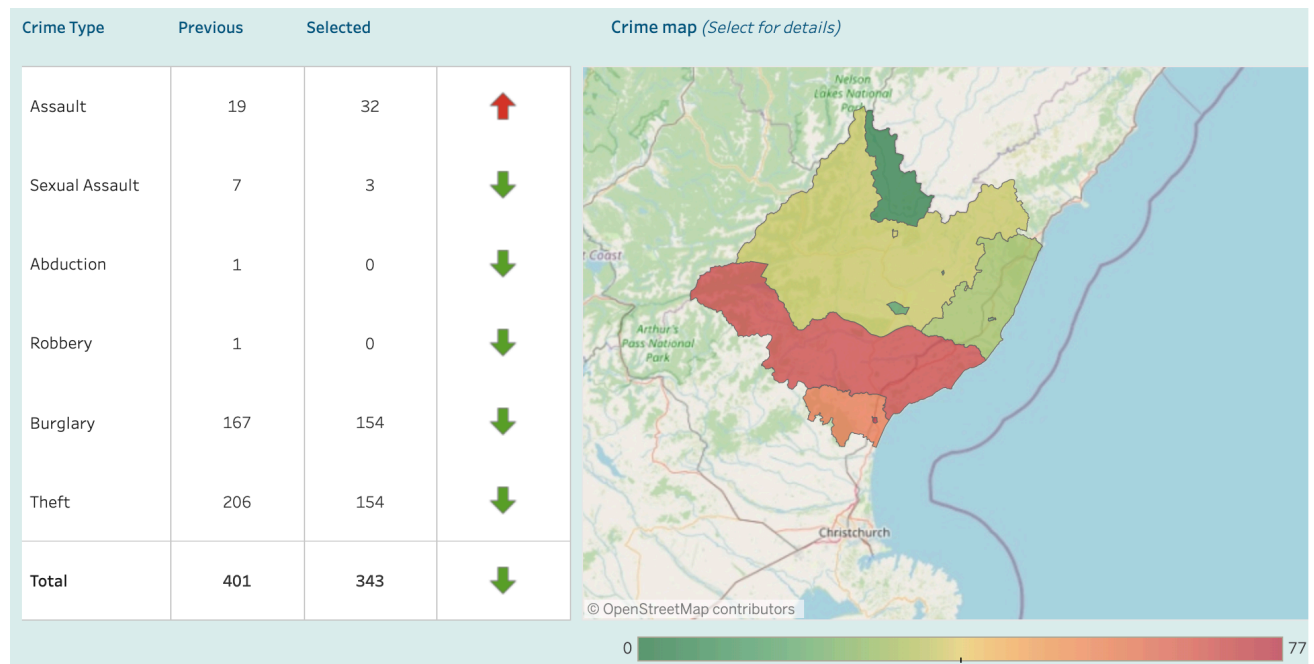 Crime Type Previous Selected
Assault 19 32
Sexual Assault 7 3
Abduction 1 0
Robbery 1 0
Burglary 167 154
Theft 206 154
Total 401 343
Crime map (Select for details)
Nelson
Lakes National
Park
t Coast
Arthur's
Pass National
Park
Christchurch
© OpenStreetMap contributors
0 77